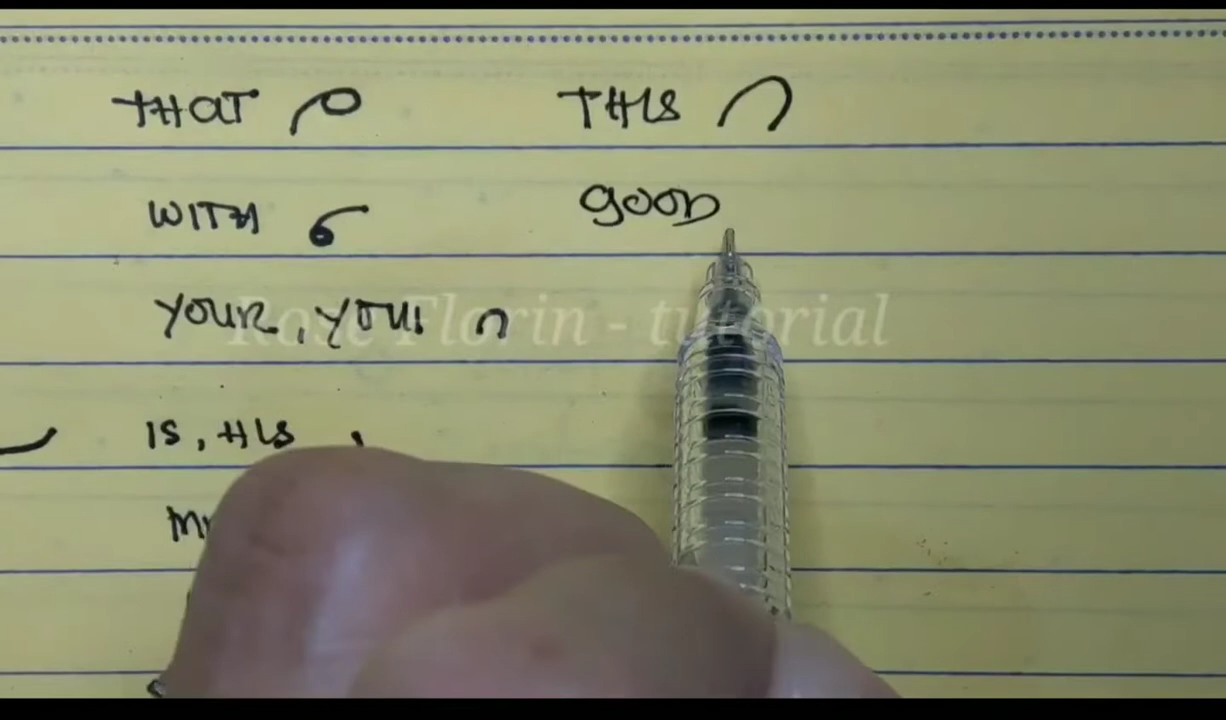 THAT THIS
WITH GOOD
YOUR, YOU
Rose Florin - tutorial
IS, HIS